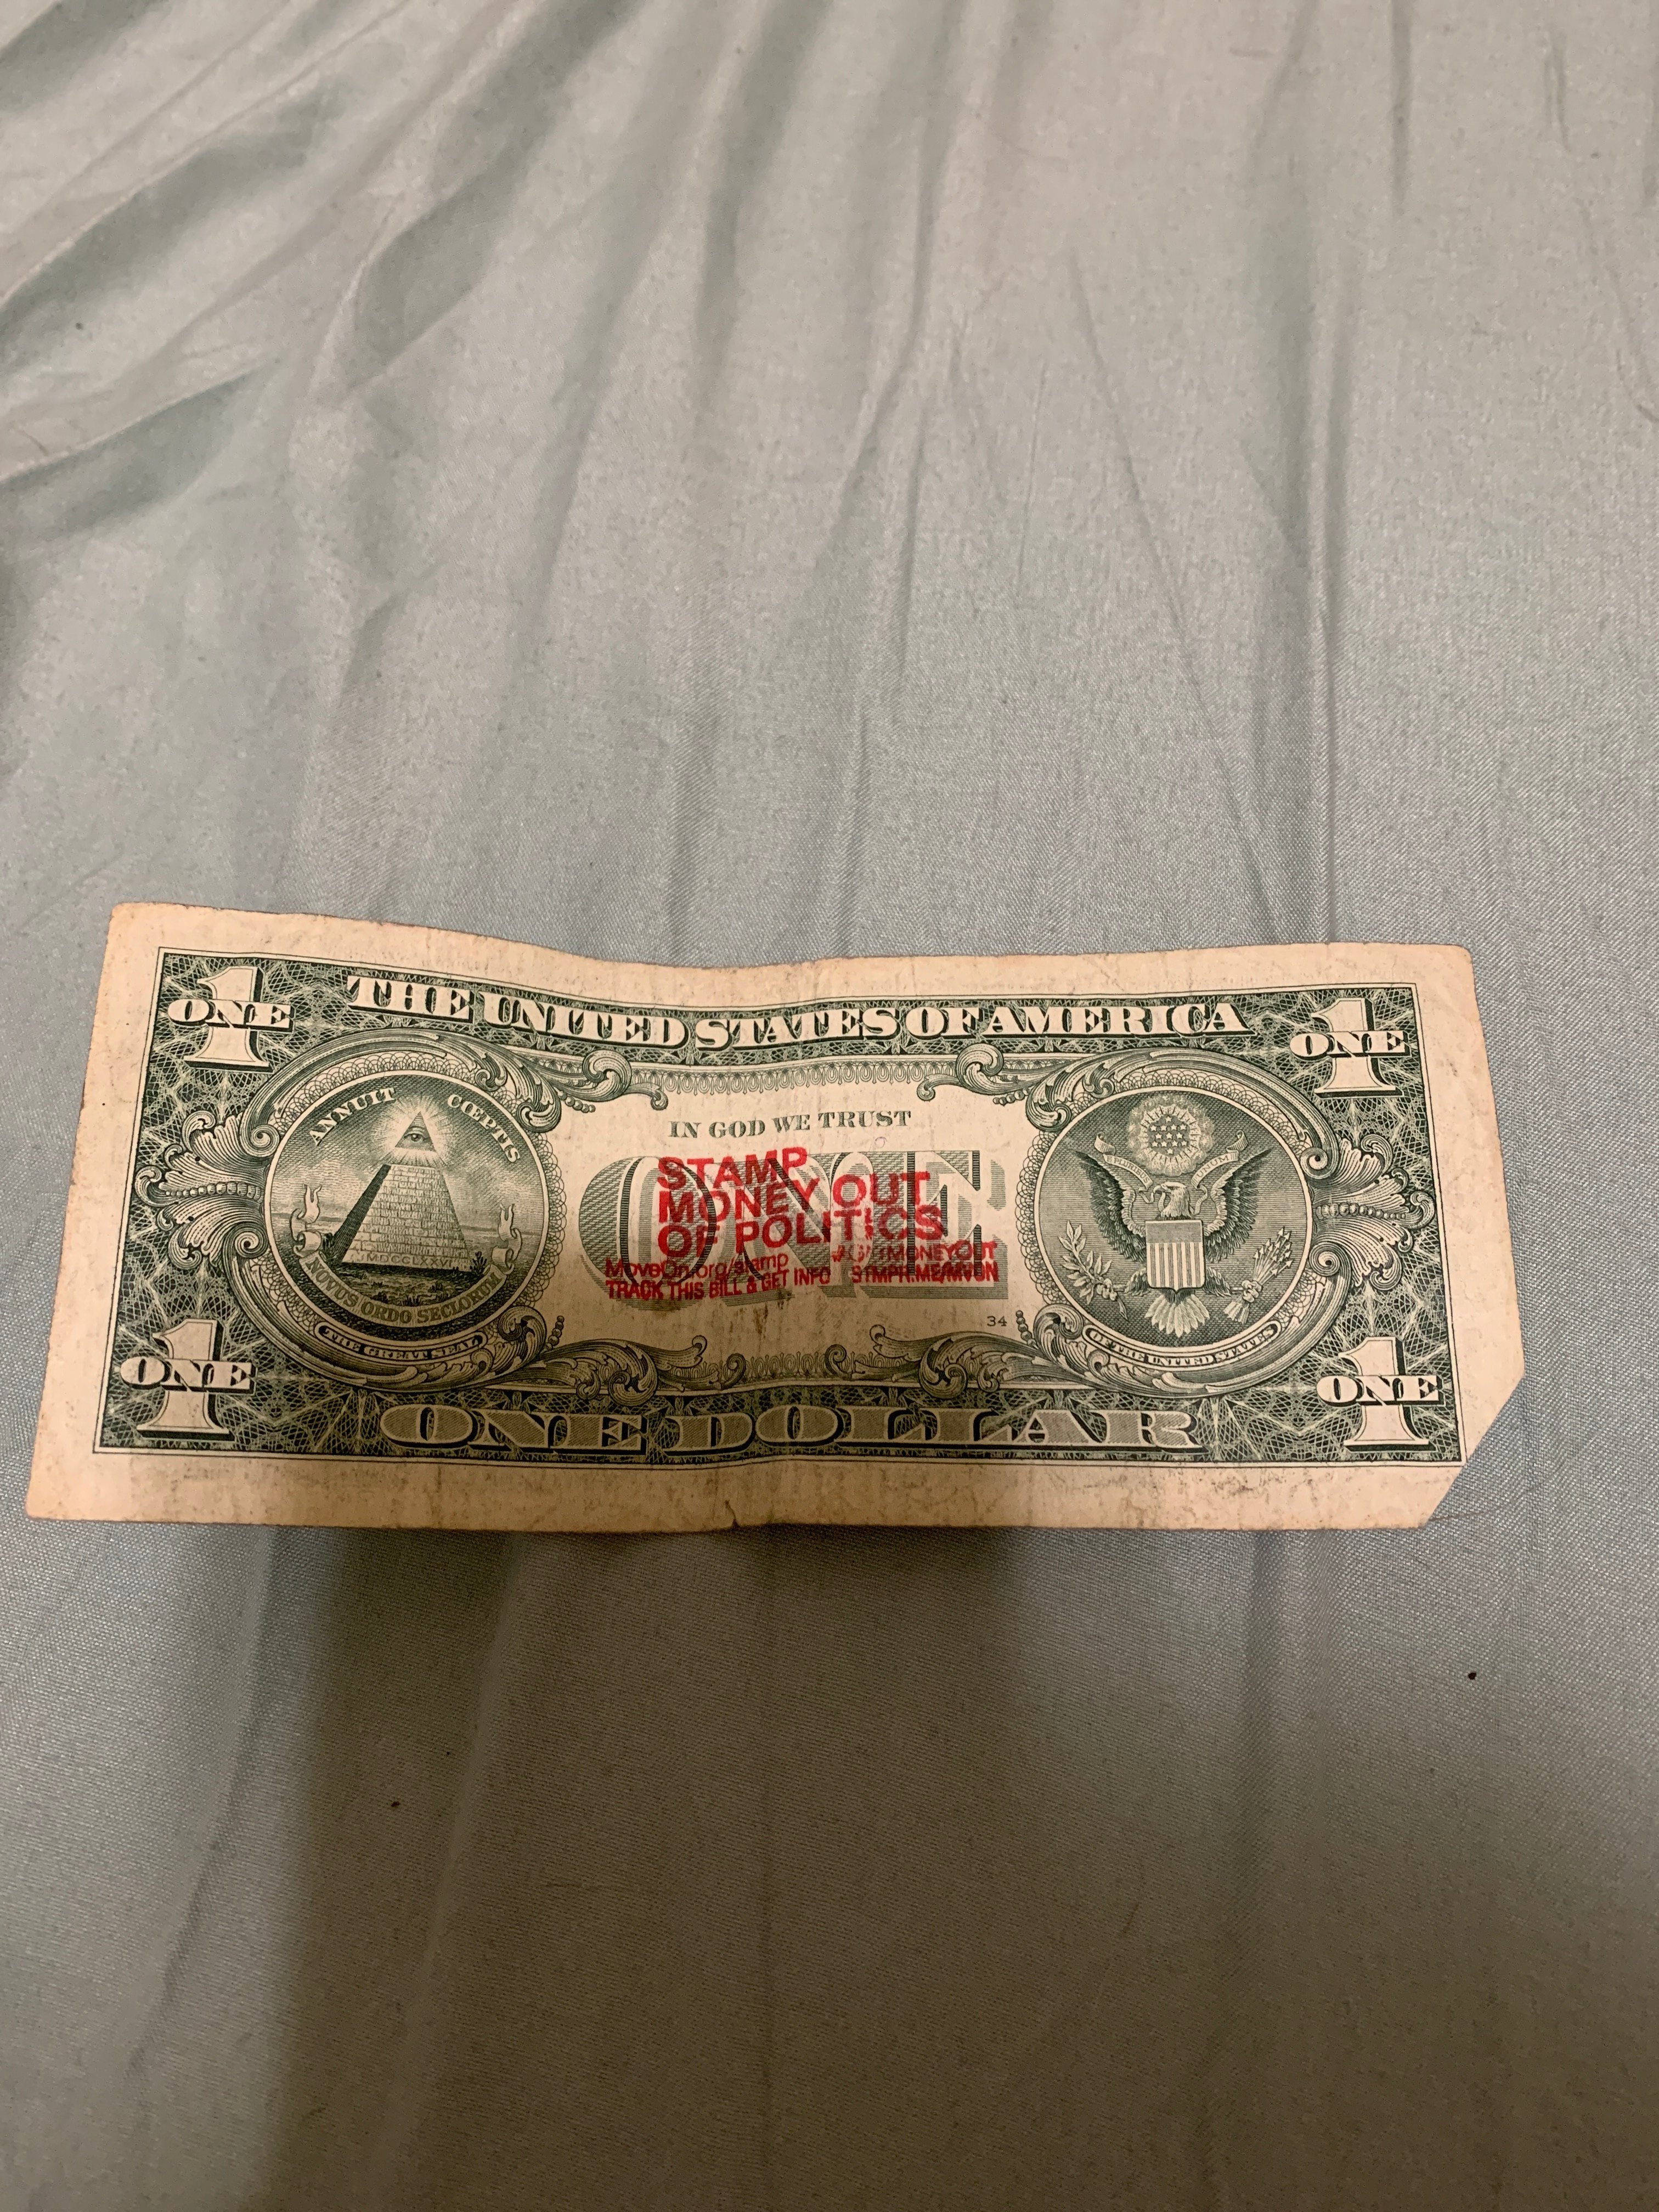 1 ONE
THE UNITED STATES OF AMERICA
1 ONE
ANNUIT CŒPTIS
MDCCLXXVI
NOVUS ORDO SECLORUM
THE GREAT SEAL
IN GOD WE TRUST
ONE
STAMP
MONEY OUT
OF POLITICS
MoveOn.org/stamp
TRACK THIS BILL & GET INFO STMPR.ME/MVON
34
OF THE UNITED STATES
1 ONE
ONE DOLLAR
1 ONE